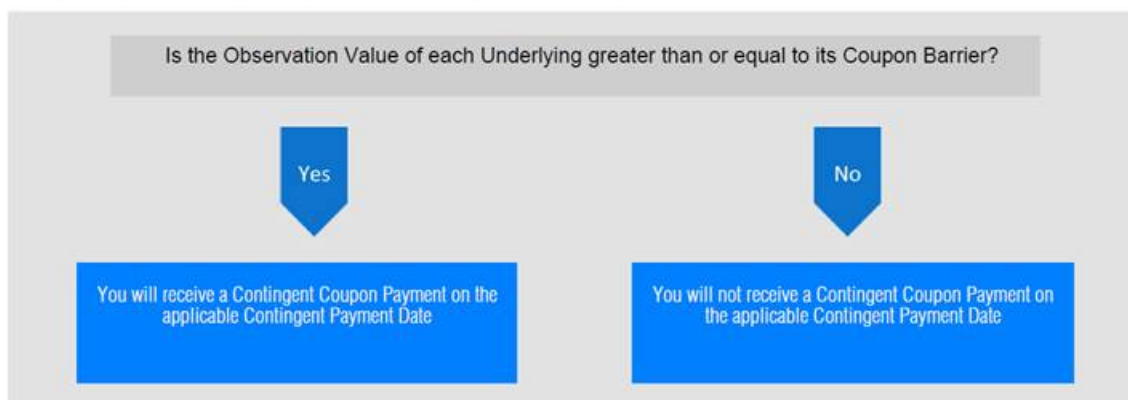 Is the Observation Value of each Underlying greater than or equal to its Coupon Barrier?
Yes
No
You will receive a Contingent Coupon Payment on the
applicable Contingent Payment Date
You will not receive a Contingent Coupon Payment on
the applicable Contingent Payment Date